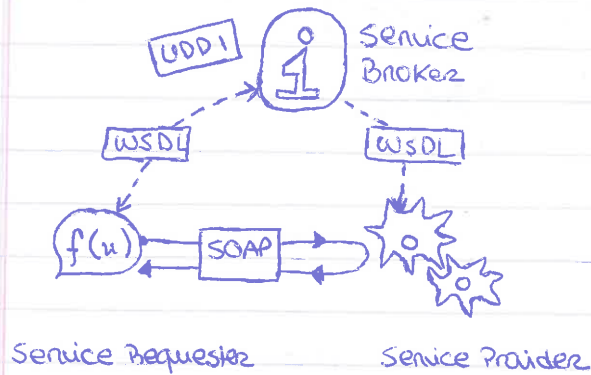 UDDI
Service
Broker
WSDL
WSDL
f(x)
SOAP
Service Requester
Service Provider